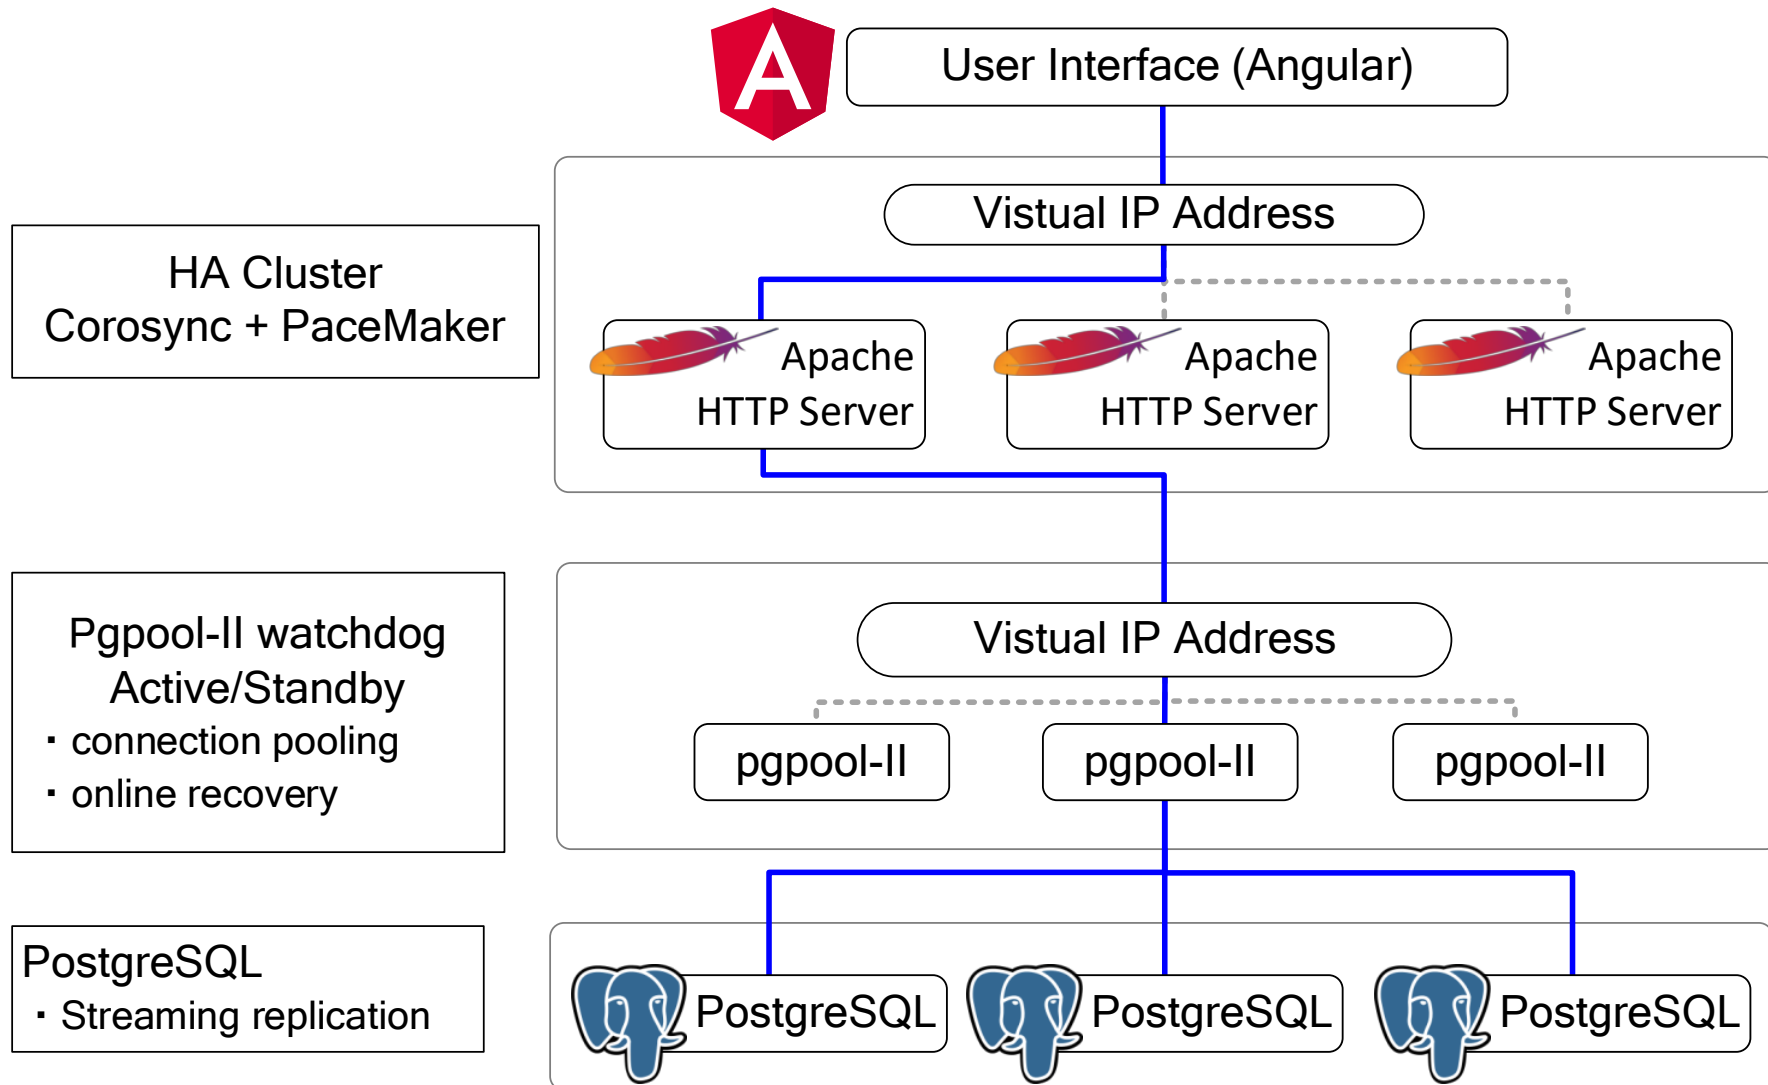 User Interface (Angular)
Vistual IP Address
HA Cluster
Corosync + PaceMaker
Apache
HTTP Server
Apache
HTTP Server
Apache
HTTP Server
Pgpool-II watchdog
Active/Standby
・connection pooling
・online recovery
Vistual IP Address
pgpool-II
pgpool-II
pgpool-II
PostgreSQL
・Streaming replication
PostgreSQL
PostgreSQL
PostgreSQL